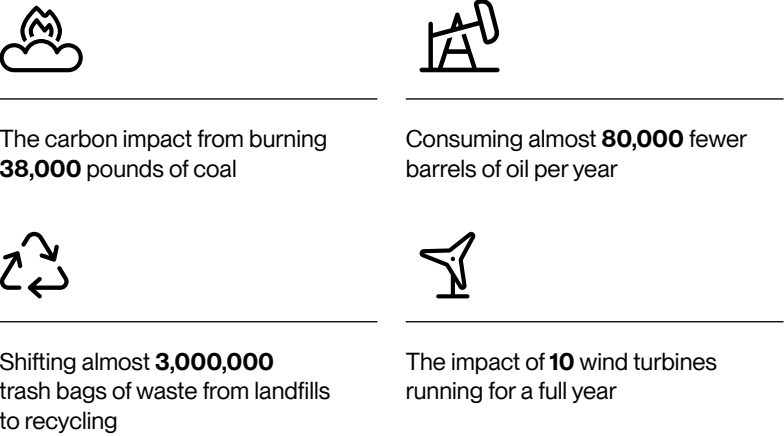 The carbon impact from burning
38,000 pounds of coal
Consuming almost 80,000 fewer
barrels of oil per year
Shifting almost 3,000,000
trash bags of waste from landfills
to recycling
The impact of 10 wind turbines
running for a full year